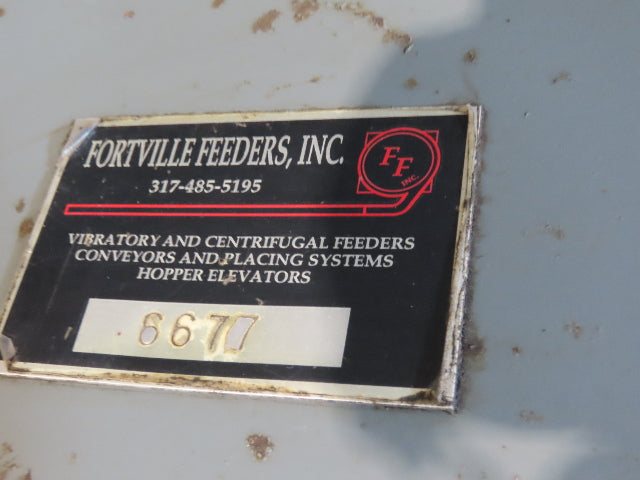 FORTVILLE FEEDERS, INC.
317-485-5195
FF
INC.
VIBRATORY AND CENTRIFUGAL FEEDERS
CONVEYORS AND PLACING SYSTEMS
HOPPER ELEVATORS
6677